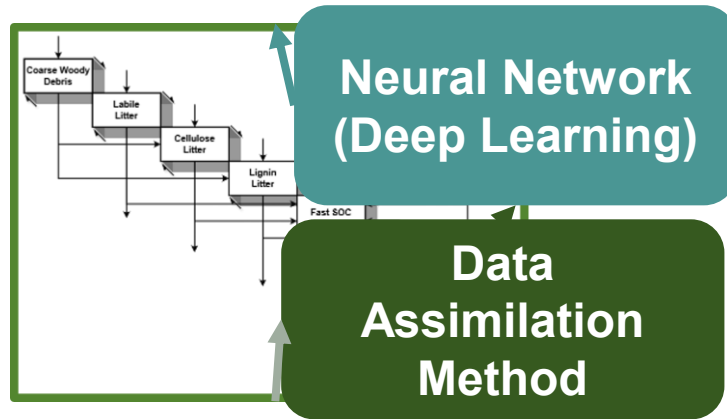 Coarse Woody
Debris
Labile
Litter
Cellulose
Litter
Lignin
Litter
Fast SOC
Neural Network
(Deep Learning)
Data
Assimilation
Method